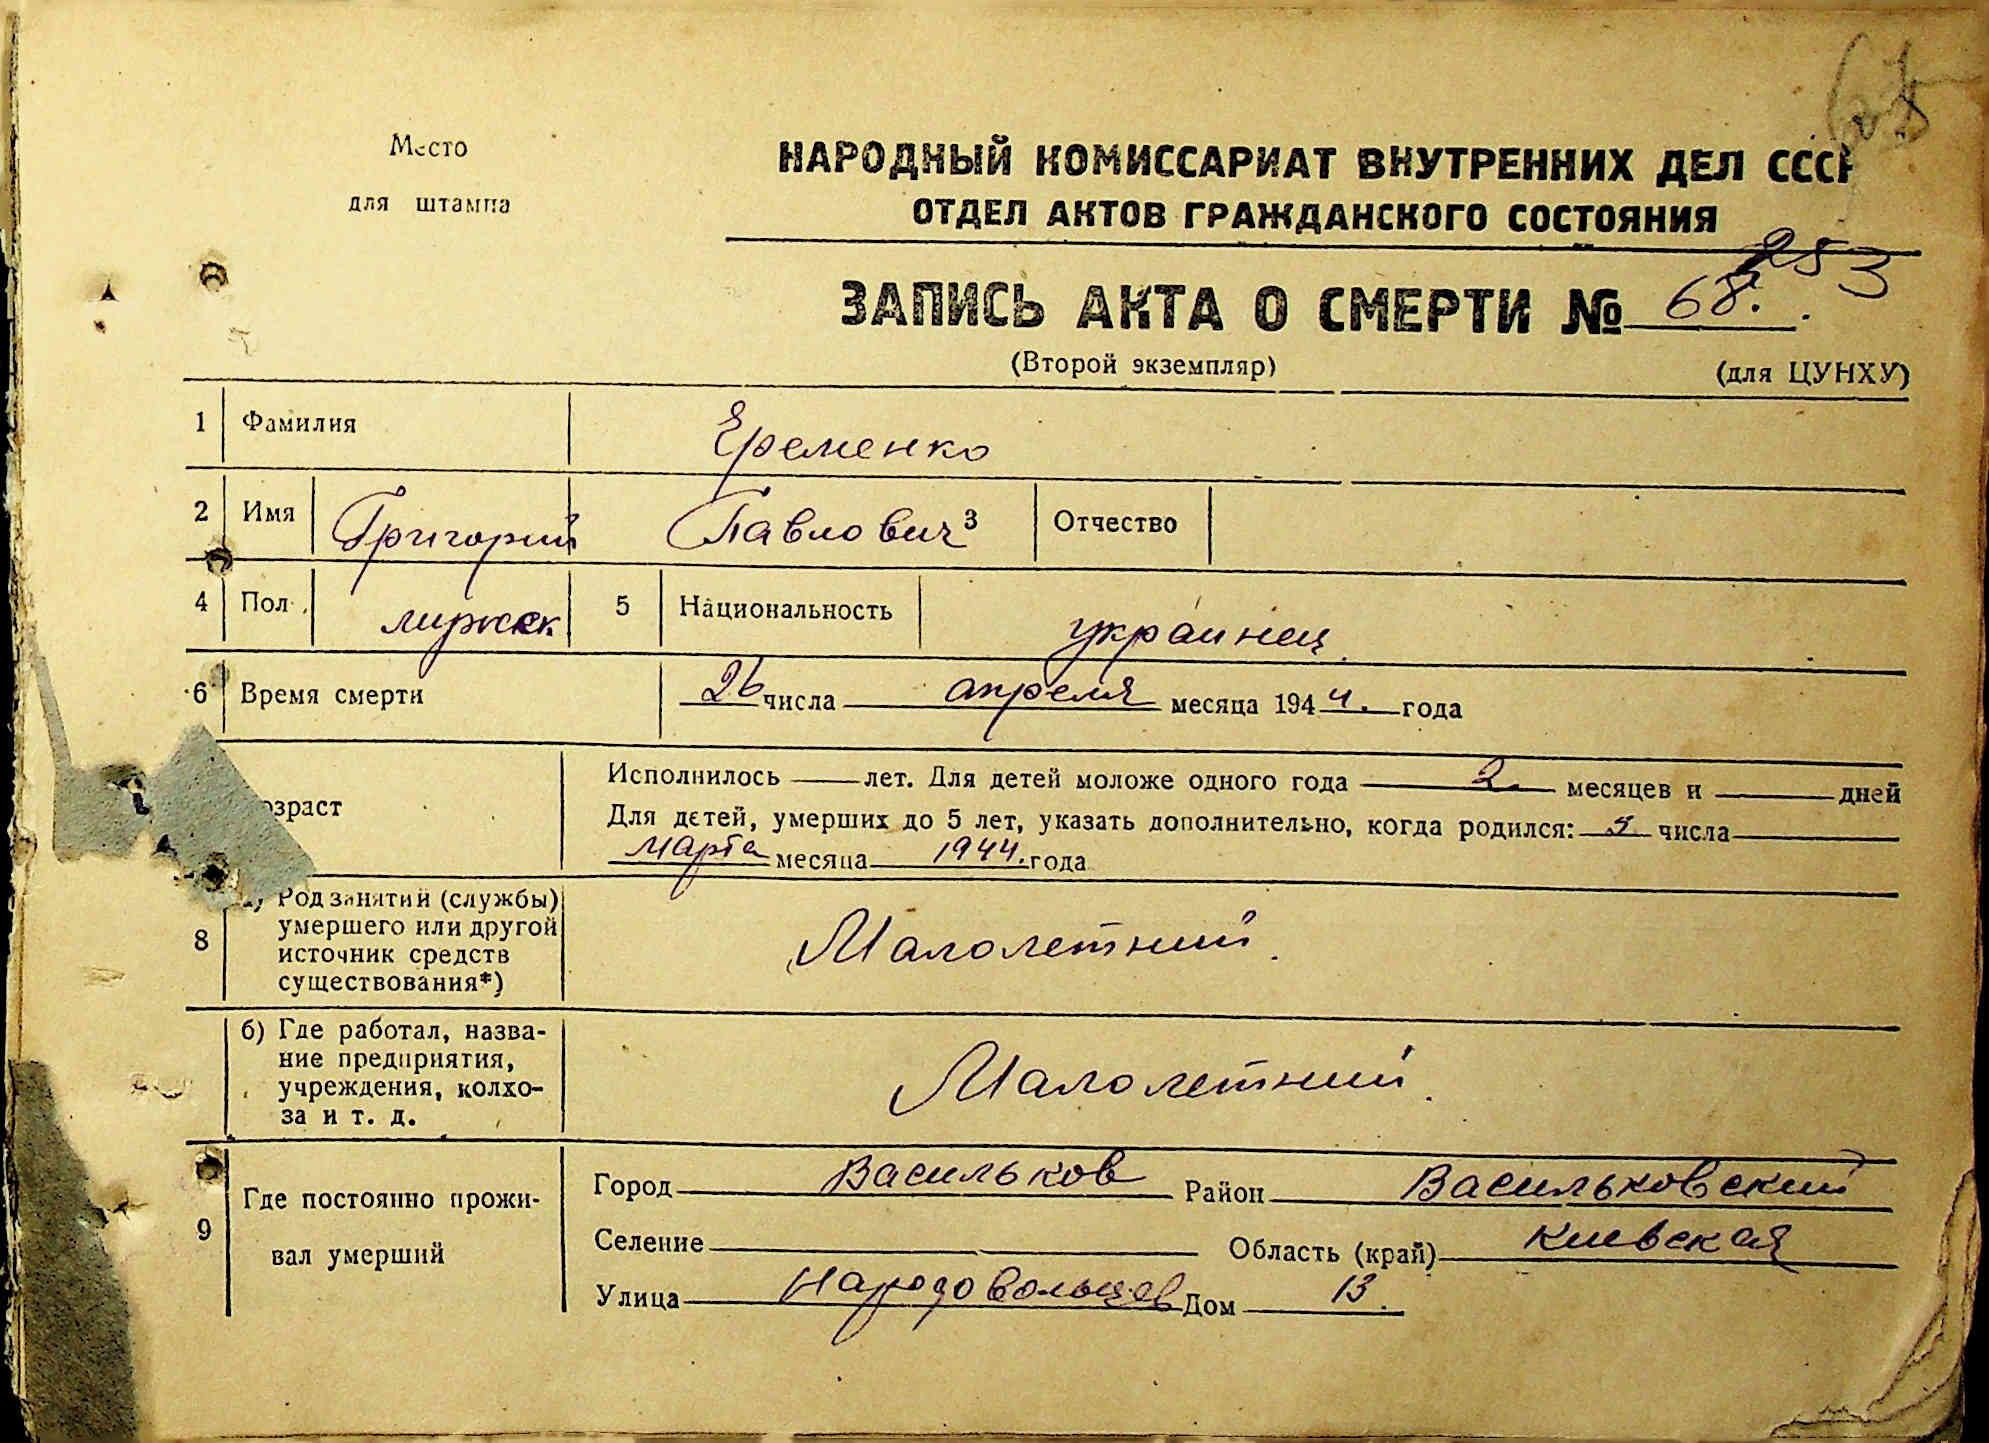 Место
для штампа
НАРОДНЫЙ КОМИССАРИАТ ВНУТРЕННИХ ДЕЛ СССР
ОТДЕЛ АКТОВ ГРАЖДАНСКОГО СОСТОЯНИЯ
253
ЗАПИСЬ АКТА О СМЕРТИ № 68.
(Второй экземпляр) (для ЦУНХУ)
1 Фамилия Еременко
2 Имя Григорий Павлович 3 Отчество
4 Пол мужск 5 Национальность украинец
6 Время смерти 26 числа апреля месяца 1944. года
озраст Исполнилось — лет. Для детей моложе одного года 2. месяцев и дней
Для детей, умерших до 5 лет, указать дополнительно, когда родился: 5 числа
марта месяца 1944. года
8 а) Род занятий (службы)
умершего или другой
источник средств
существования*)
Малолетний.
б) Где работал, назва-
ние предприятия,
учреждения, колхо-
за и т. д.
Малолетний.
9 Где постоянно прожи-
вал умерший
Город Васильков Район Васильковский
Селение Область (край) Киевская
Улица Народовольцев Дом 13.